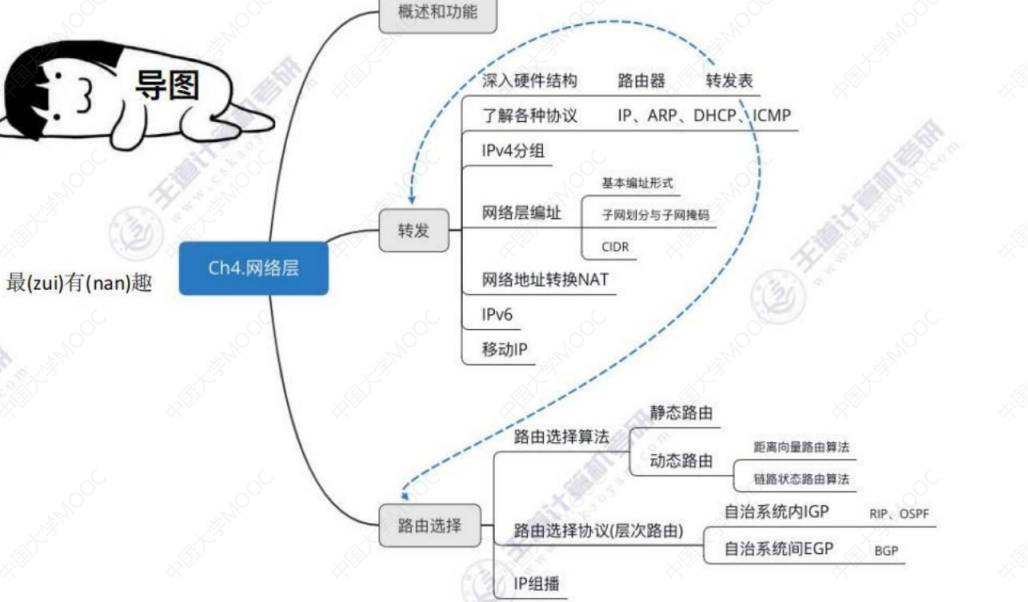 概述和功能
导图
深入硬件结构 路由器 转发表
了解各种协议 IP、ARP、DHCP、ICMP
IPv4分组
基本编址形式
网络层编址
子网划分与子网掩码
CIDR
转发
Ch4.网络层
最(zui)有(nan)趣
网络地址转换NAT
IPv6
移动IP
静态路由
路由选择算法
动态路由
距离向量路由算法
链路状态路由算法
路由选择
路由选择协议(层次路由)
自治系统内IGP RIP、OSPF
自治系统间EGP BGP
IP组播
王道计算机考研
www.cskaoyan.com
中国大学MOOC